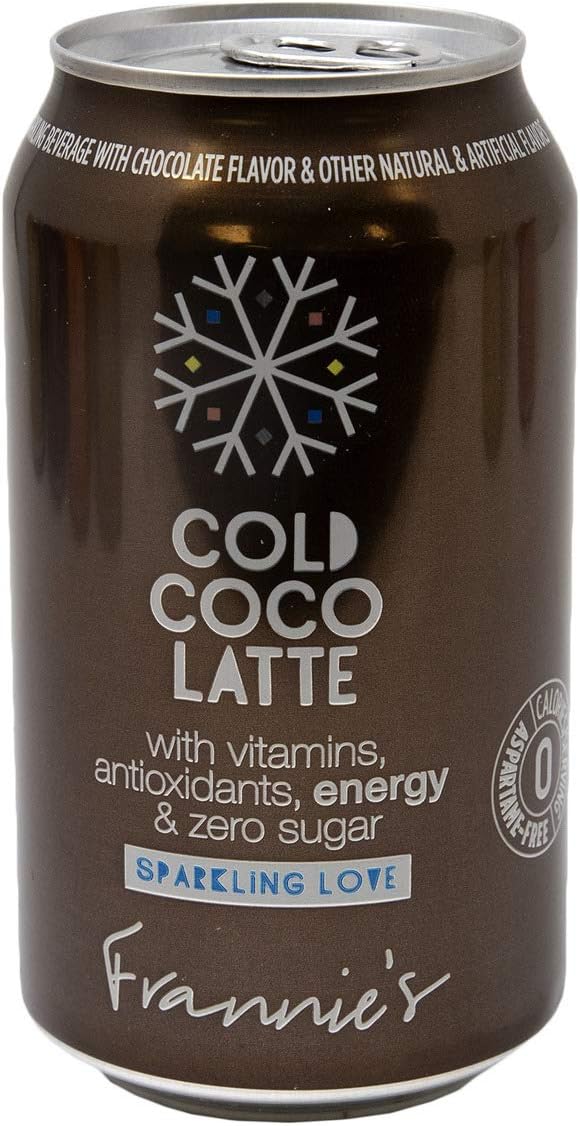 BEVERAGE WITH CHOCOLATE FLAVOR & OTHER NATURAL & ARTIFICIAL FLAVORS
COLD
COCO
LATTE
with vitamins,
antioxidants, energy
& zero sugar
SPARKLING LOVE
Frannie's
0
ASPARTAME-FREE